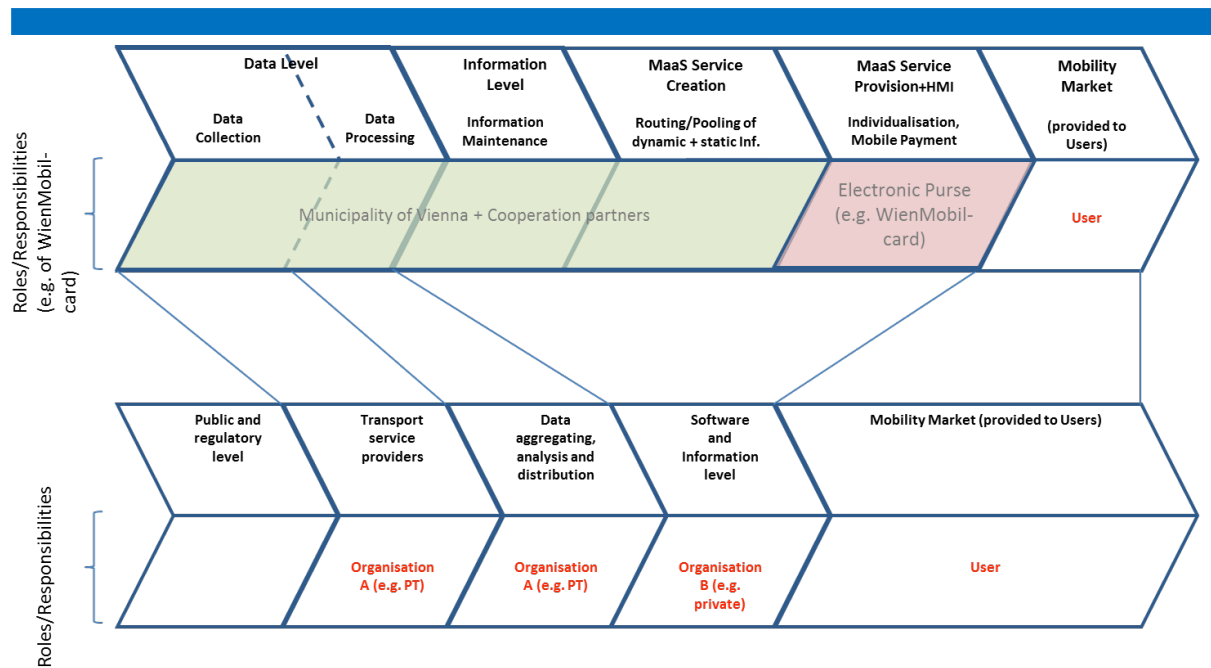 Data Level
Data
Collection
Data
Processing
Information
Level
Information
Maintenance
MaaS Service
Creation
Routing/Pooling of
dynamic + static Inf.
MaaS Service
Provision+HMI
Individualisation,
Mobile Payment
Mobility
Market
(provided to
Users)
Roles/Responsibilities
(e.g. of WienMobil-
card)
Municipality of Vienna + Cooperation partners
Electronic Purse
(e.g. WienMobil-
card)
User
Public and
regulatory
level
Transport
service
providers
Data
aggregating,
analysis and
distribution
Software
and
Information
level
Mobility Market (provided to Users)
Roles/Responsibilities
Organisation
A (e.g. PT)
Organisation
A (e.g. PT)
Organisation
B (e.g.
private)
User